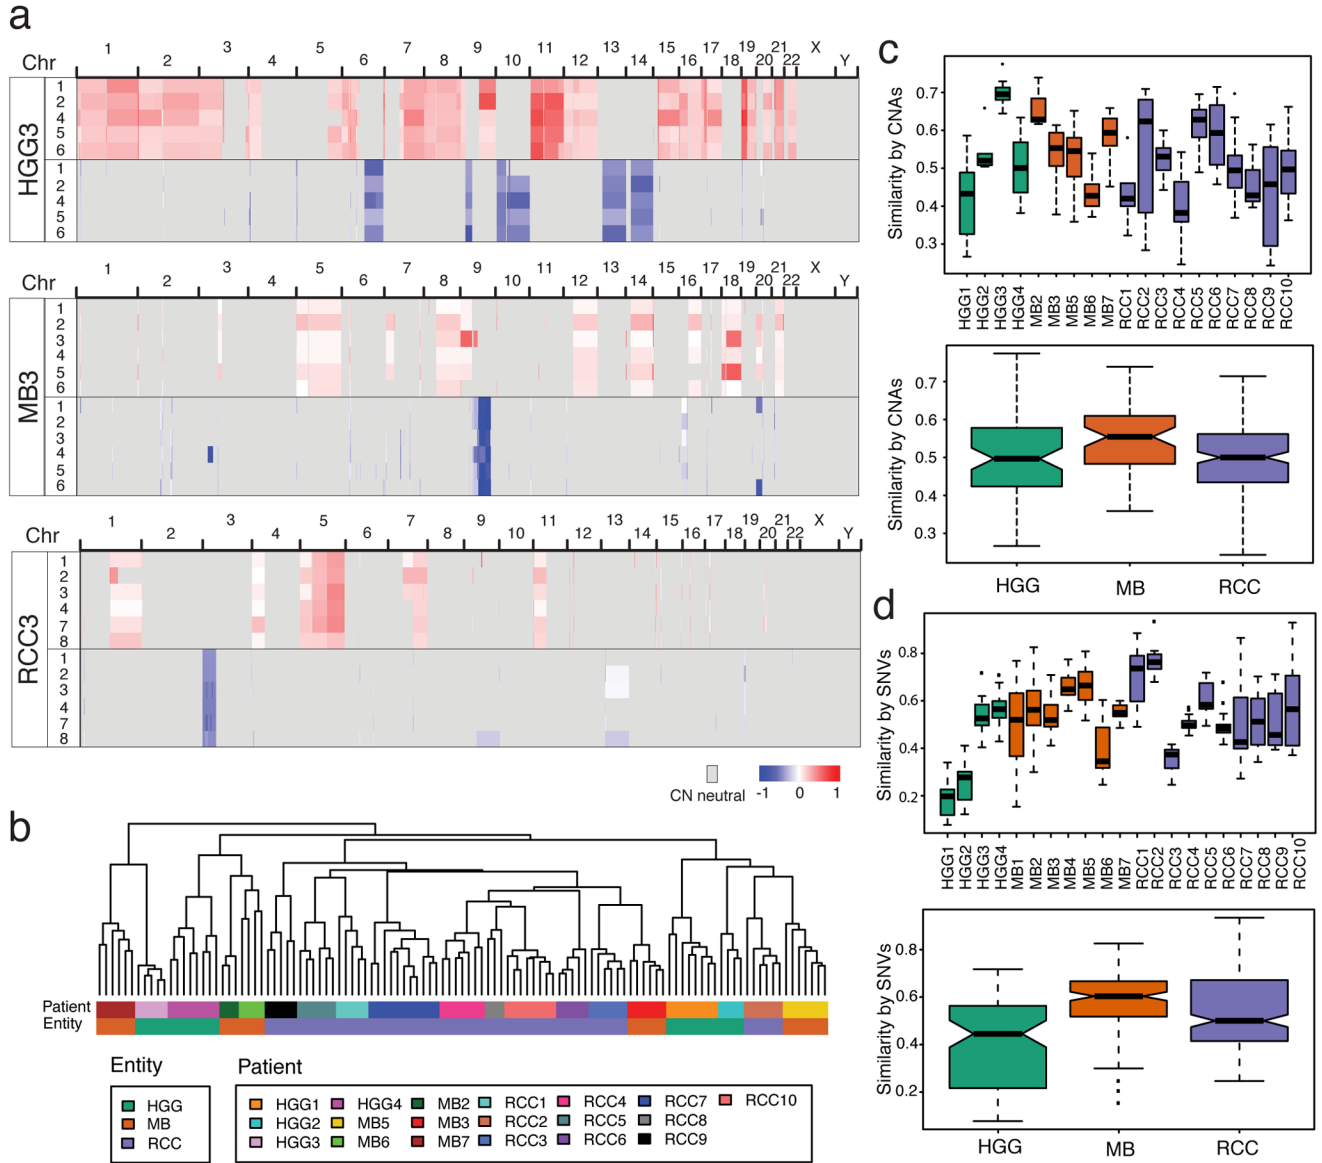 a
Chr
1 2 3 4 5 6 7 8 9 10 11 12 13 14 15 16 17 18 19 20 21 22 X Y
HGG3
1
2
4
5
6
1
2
4
5
6
Chr
1 2 3 4 5 6 7 8 9 10 11 12 13 14 15 16 17 18 19 20 21 22 X Y
MB3
1
2
3
4
5
6
1
2
3
4
5
6
Chr
1 2 3 4 5 6 7 8 9 10 11 12 13 14 15 16 17 18 19 20 21 22 X Y
RCC3
1
2
3
4
7
8
1
2
3
4
7
8
CN neutral
-1 0 1
b
Patient
Entity
Entity
HGG
MB
RCC
Patient
HGG1 HGG4 MB2 RCC1 RCC4 RCC7 RCC10
HGG2 MB5 MB3 RCC2 RCC5 RCC8
HGG3 MB6 MB7 RCC3 RCC6 RCC9
c
Similarity by CNAs
0.7
0.6
0.5
0.4
0.3
HGG1 HGG2 HGG3 HGG4 MB2 MB3 MB5 MB6 MB7 RCC1 RCC2 RCC3 RCC4 RCC5 RCC6 RCC7 RCC8 RCC9 RCC10
Similarity by CNAs
0.7
0.6
0.5
0.4
0.3
HGG MB RCC
d
Similarity by SNVs
0.8
0.6
0.4
0.2
HGG1 HGG2 HGG3 HGG4 MB1 MB2 MB3 MB4 MB5 MB6 MB7 RCC1 RCC2 RCC3 RCC4 RCC5 RCC6 RCC7 RCC8 RCC9 RCC10
Similarity by SNVs
0.8
0.6
0.4
0.2
HGG MB RCC